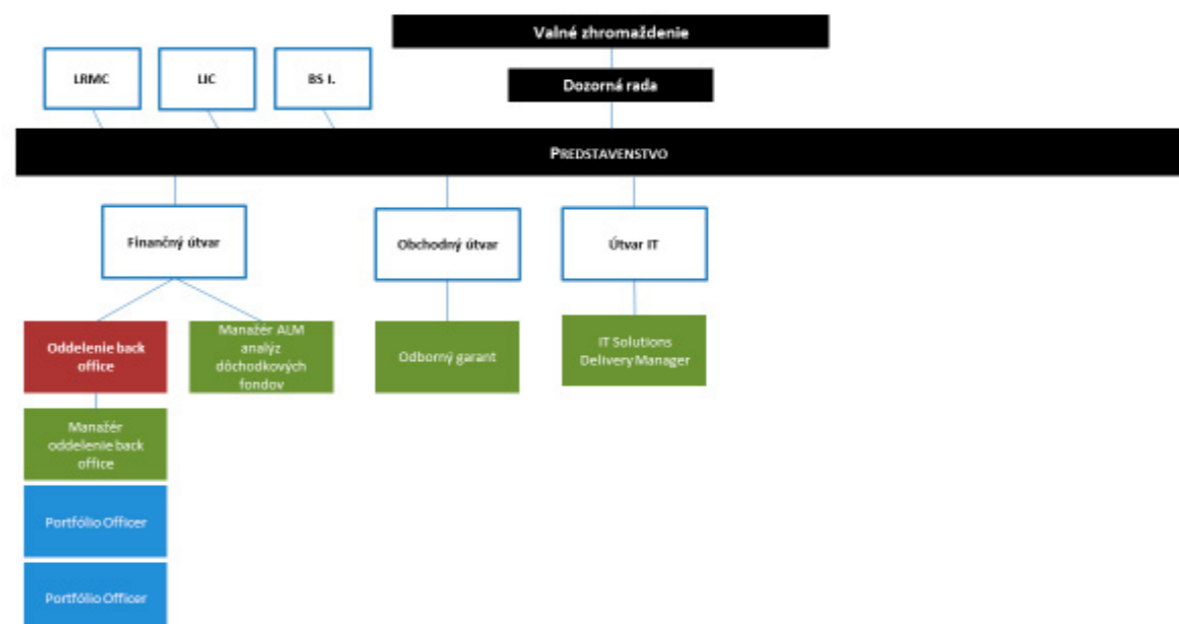 Valné zhromaždenie
LRMC
LIC
BS I.
Dozorná rada
PREDSTAVENSTVO
Finančný útvar
Obchodný útvar
Útvar IT
Oddelenie back
office
Manažér ALM
analýz
dôchodkových
fondov
Odborný garant
IT Solutions
Delivery Manager
Manažér
oddelenie back
office
Portfólio Officer
Portfólio Officer